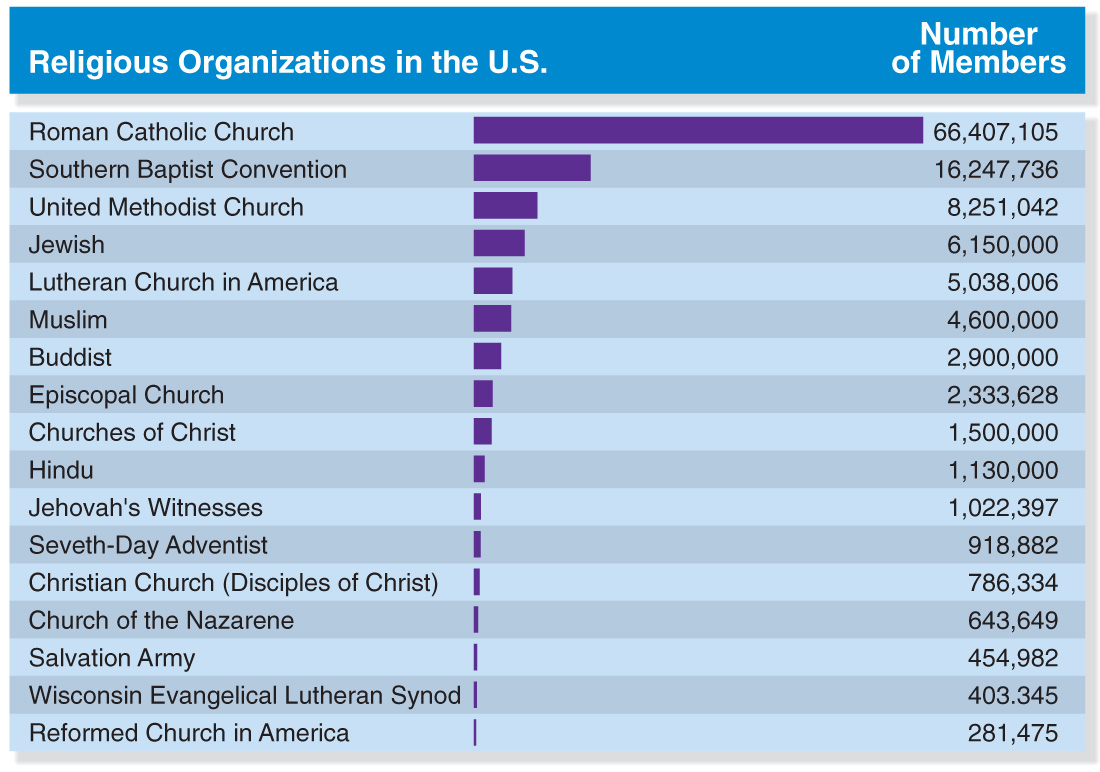 Religious Organizations in the U.S.
Number
of Members
Roman Catholic Church 66,407,105
Southern Baptist Convention 16,247,736
United Methodist Church 8,251,042
Jewish 6,150,000
Lutheran Church in America 5,038,006
Muslim 4,600,000
Buddist 2,900,000
Episcopal Church 2,333,628
Churches of Christ 1,500,000
Hindu 1,130,000
Jehovah's Witnesses 1,022,397
Seveth-Day Adventist 918,882
Christian Church (Disciples of Christ) 786,334
Church of the Nazarene 643,649
Salvation Army 454,982
Wisconsin Evangelical Lutheran Synod 403.345
Reformed Church in America 281,475